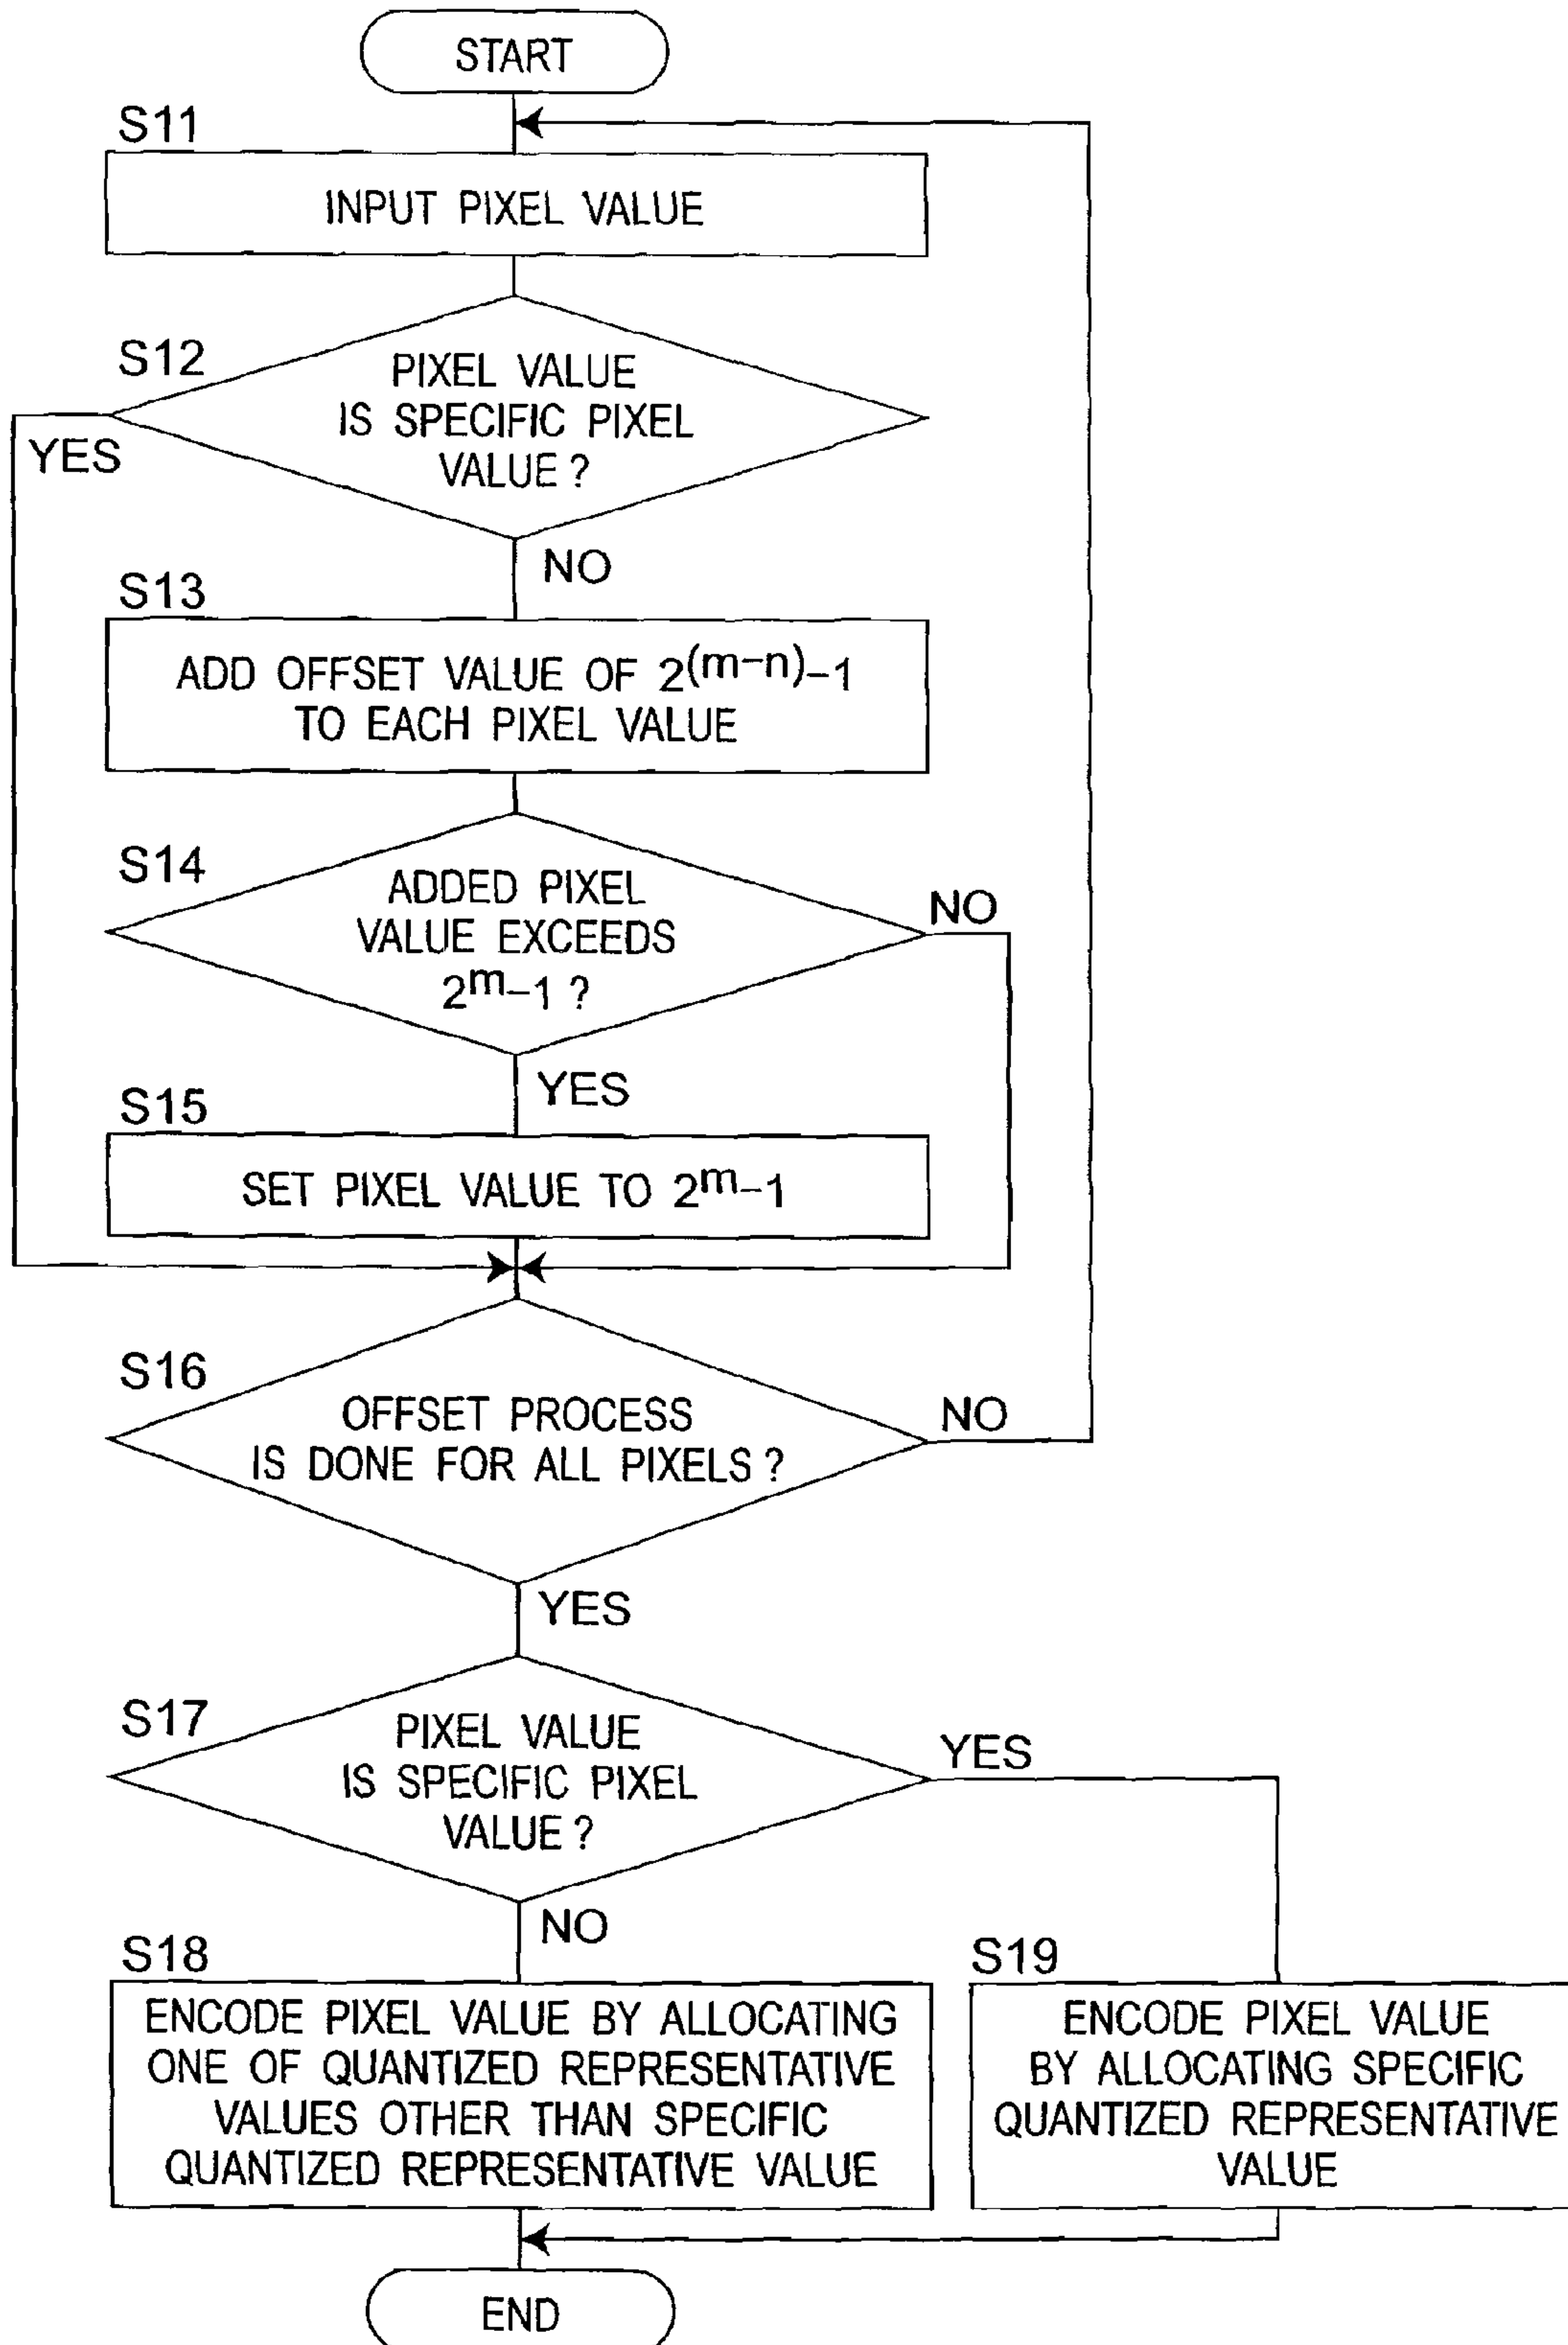 START
S11
INPUT PIXEL VALUE
S12
PIXEL VALUE
IS SPECIFIC PIXEL
VALUE ?
YES
NO
S13
ADD OFFSET VALUE OF 2(m-n)-1
TO EACH PIXEL VALUE
S14
ADDED PIXEL
VALUE EXCEEDS
2m-1 ?
NO
YES
S15
SET PIXEL VALUE TO 2m-1
S16
OFFSET PROCESS
IS DONE FOR ALL PIXELS ?
NO
YES
S17
PIXEL VALUE
IS SPECIFIC PIXEL
VALUE ?
YES
NO
S18
ENCODE PIXEL VALUE BY ALLOCATING
ONE OF QUANTIZED REPRESENTATIVE
VALUES OTHER THAN SPECIFIC
QUANTIZED REPRESENTATIVE VALUE
S19
ENCODE PIXEL VALUE
BY ALLOCATING SPECIFIC
QUANTIZED REPRESENTATIVE
VALUE
END